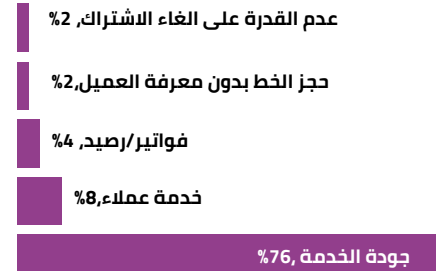 عدم القدرة على الغاء الاشتراك, 2%
حجز الخط بدون معرفة العميل,2%
فواتير/رصيد, 4%
خدمة عملاء,8%
جودة الخدمة ,76%